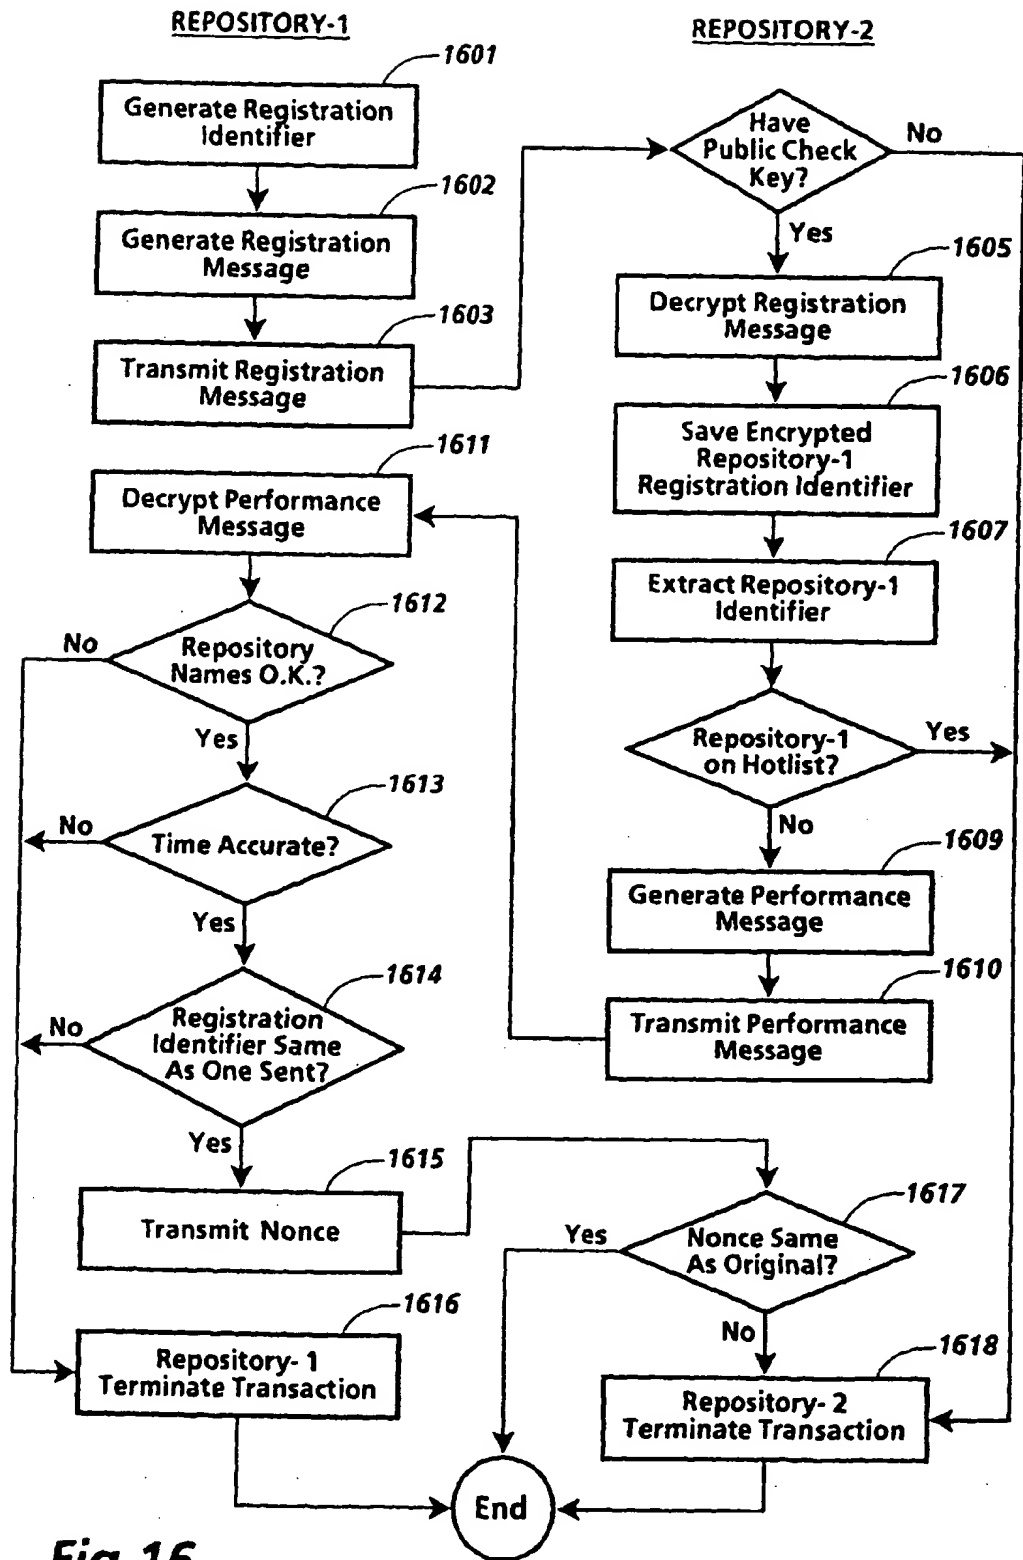 REPOSITORY-1
1601
Generate Registration
Identifier
1602
Generate Registration
Message
1603
Transmit Registration
Message
1611
Decrypt Performance
Message
1612
No
Repository
Names O.K.?
Yes
1613
No
Time Accurate?
Yes
1614
No
Registration
Identifier Same
As One Sent?
Yes
1615
Transmit Nonce
1616
Repository- 1
Terminate Transaction
REPOSITORY-2
Have
Public Check
Key?
No
Yes
1605
Decrypt Registration
Message
1606
Save Encrypted
Repository-1
Registration Identifier
1607
Extract Repository-1
Identifier
Repository-1
on Hotlist?
Yes
No
1609
Generate Performance
Message
1610
Transmit Performance
Message
1617
Yes
Nonce Same
As Original?
No
1618
Repository- 2
Terminate Transaction
End
Fig. 16